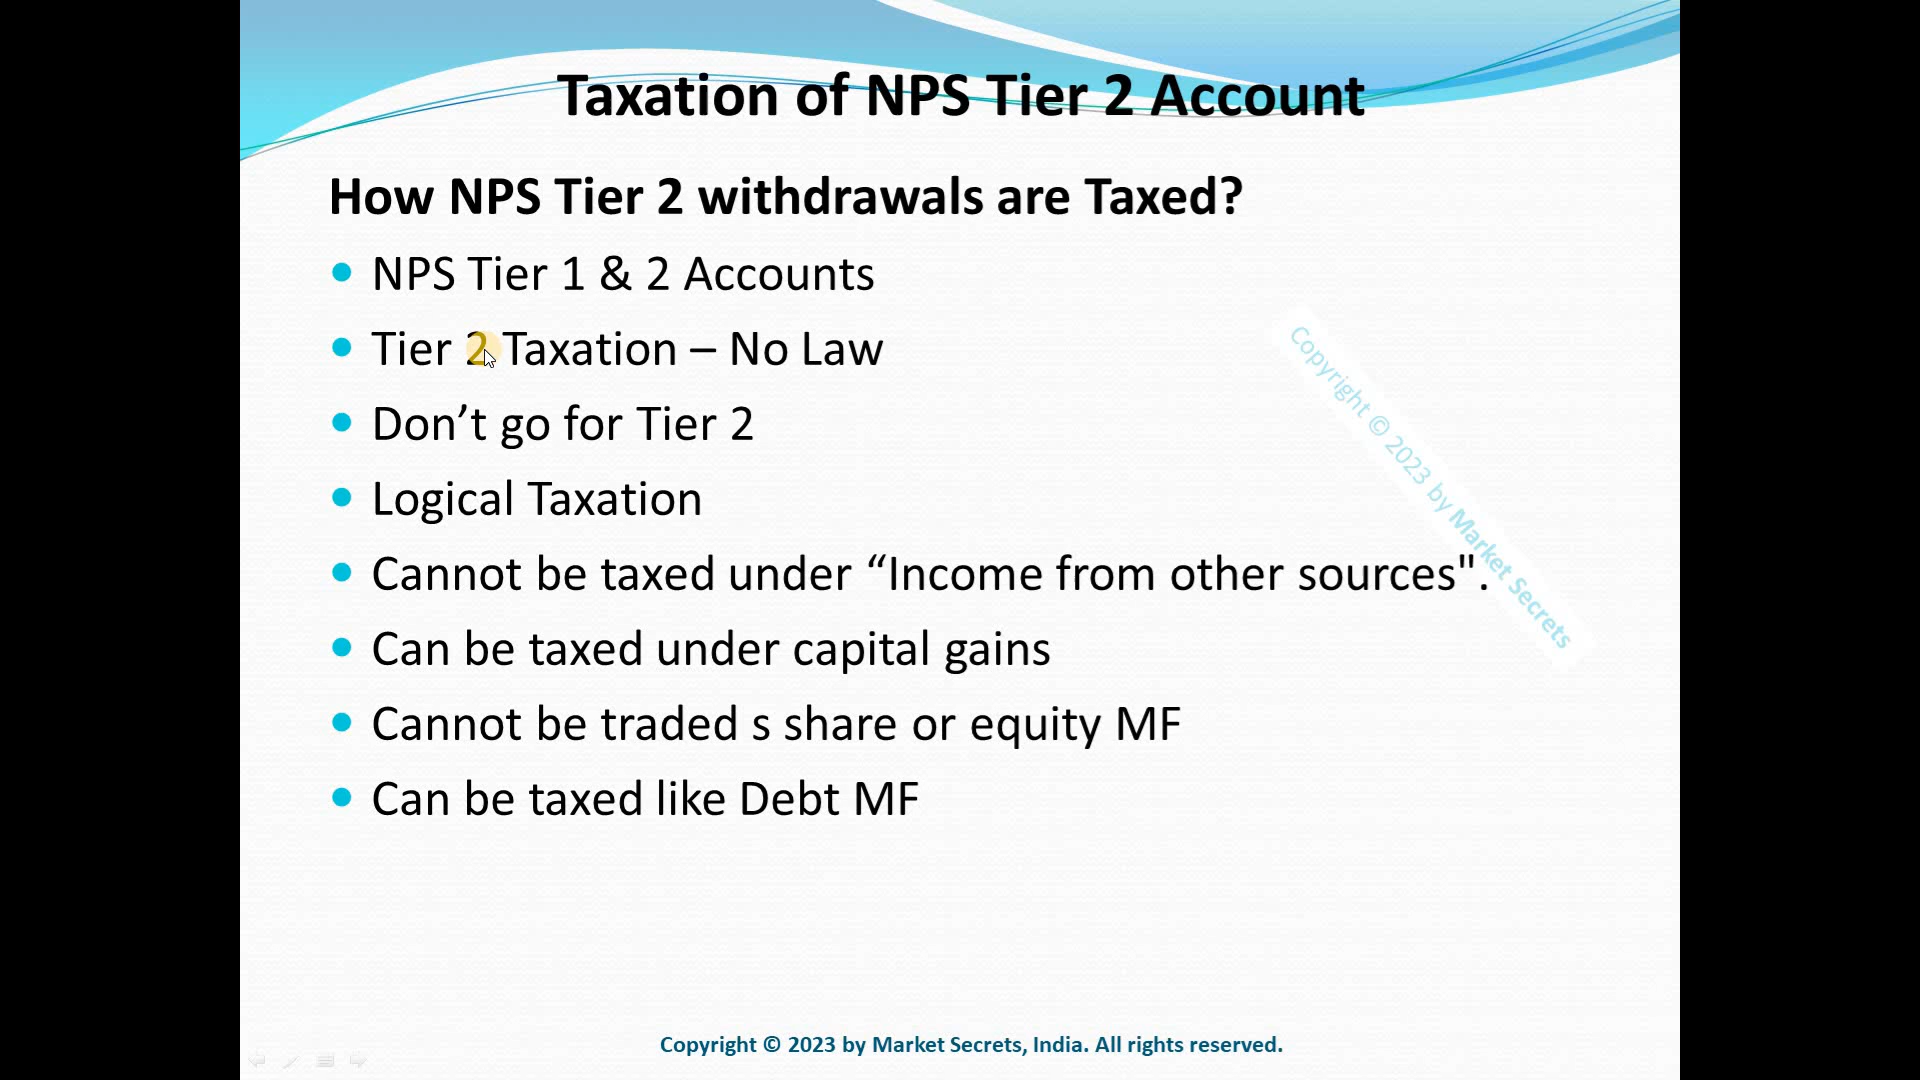 Taxation of NPS Tier 2 Account
How NPS Tier 2 withdrawals are Taxed?
NPS Tier 1 & 2 Accounts
Tier 2 Taxation – No Law
Don’t go for Tier 2
Logical Taxation
Cannot be taxed under “Income from other sources".
Can be taxed under capital gains
Cannot be traded s share or equity MF
Can be taxed like Debt MF
Copyright © 2023 by Market Secrets
Copyright © 2023 by Market Secrets, India. All rights reserved.